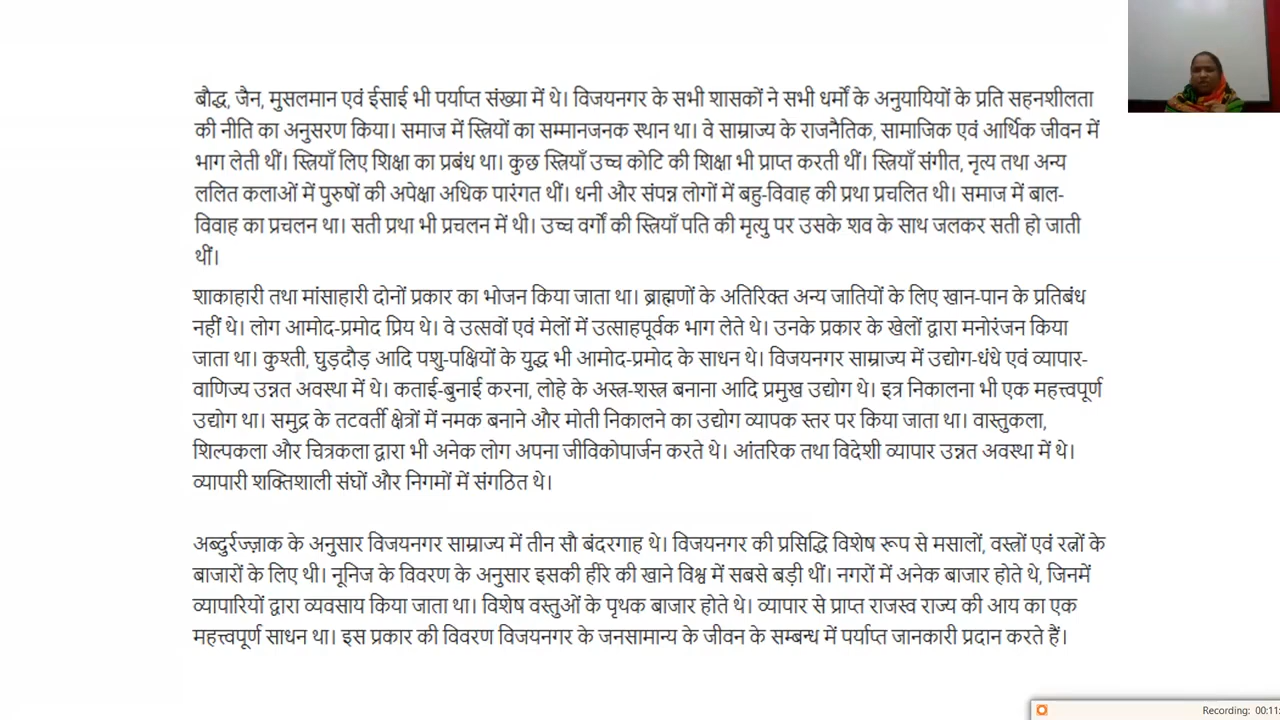 बौद्ध, जैन, मुसलमान एवं ईसाई भी पर्याप्त संख्या में थे। विजयनगर के सभी शासकों ने सभी धर्मों के अनुयायियों के प्रति सहनशीलता
की नीति का अनुसरण किया। समाज में स्त्रियों का सम्मानजनक स्थान था। वे साम्राज्य के राजनैतिक, सामाजिक एवं आर्थिक जीवन में
भाग लेती थीं। स्त्रियाँ लिए शिक्षा का प्रबंध था। कुछ स्त्रियाँ उच्च कोटि की शिक्षा भी प्राप्त करती थीं। स्त्रियाँ संगीत, नृत्य तथा अन्य
ललित कलाओं में पुरुषों की अपेक्षा अधिक पारंगत थीं। धनी और संपन्न लोगों में बहु-विवाह की प्रथा प्रचलित थी। समाज में बाल-
विवाह का प्रचलन था। सती प्रथा भी प्रचलन में थी। उच्च वर्गों की स्त्रियाँ पति की मृत्यु पर उसके शव के साथ जलकर सती हो जाती
थीं।
शाकाहारी तथा मांसाहारी दोनों प्रकार का भोजन किया जाता था। ब्राह्मणों के अतिरिक्त अन्य जातियों के लिए खान-पान के प्रतिबंध
नहीं थे। लोग आमोद-प्रमोद प्रिय थे। वे उत्सवों एवं मेलों में उत्साहपूर्वक भाग लेते थे। उनके प्रकार के खेलों द्वारा मनोरंजन किया
जाता था। कुश्ती, घुड़दौड़ आदि पशु-पक्षियों के युद्ध भी आमोद-प्रमोद के साधन थे। विजयनगर साम्राज्य में उद्योग-धंधे एवं व्यापार-
वाणिज्य उन्नत अवस्था में थे। कताई-बुनाई करना, लोहे के अस्त्र-शस्त्र बनाना आदि प्रमुख उद्योग थे। इत्र निकालना भी एक महत्त्वपूर्ण
उद्योग था। समुद्र के तटवर्ती क्षेत्रों में नमक बनाने और मोती निकालने का उद्योग व्यापक स्तर पर किया जाता था। वास्तुकला,
शिल्पकला और चित्रकला द्वारा भी अनेक लोग अपना जीविकोपार्जन करते थे। आंतरिक तथा विदेशी व्यापार उन्नत अवस्था में थे।
व्यापारी शक्तिशाली संघों और निगमों में संगठित थे।
अब्दुर्रज्ज़ाक के अनुसार विजयनगर साम्राज्य में तीन सौ बंदरगाह थे। विजयनगर की प्रसिद्धि विशेष रूप से मसालों, वस्त्रों एवं रत्नों के
बाजारों के लिए थी। नूनिज के विवरण के अनुसार इसकी हीरे की खाने विश्व में सबसे बड़ी थीं। नगरों में अनेक बाजार होते थे, जिनमें
व्यापारियों द्वारा व्यवसाय किया जाता था। विशेष वस्तुओं के पृथक बाजार होते थे। व्यापार से प्राप्त राजस्व राज्य की आय का एक
महत्त्वपूर्ण साधन था। इस प्रकार की विवरण विजयनगर के जनसामान्य के जीवन के सम्बन्ध में पर्याप्त जानकारी प्रदान करते हैं।
Recording: 00:11: